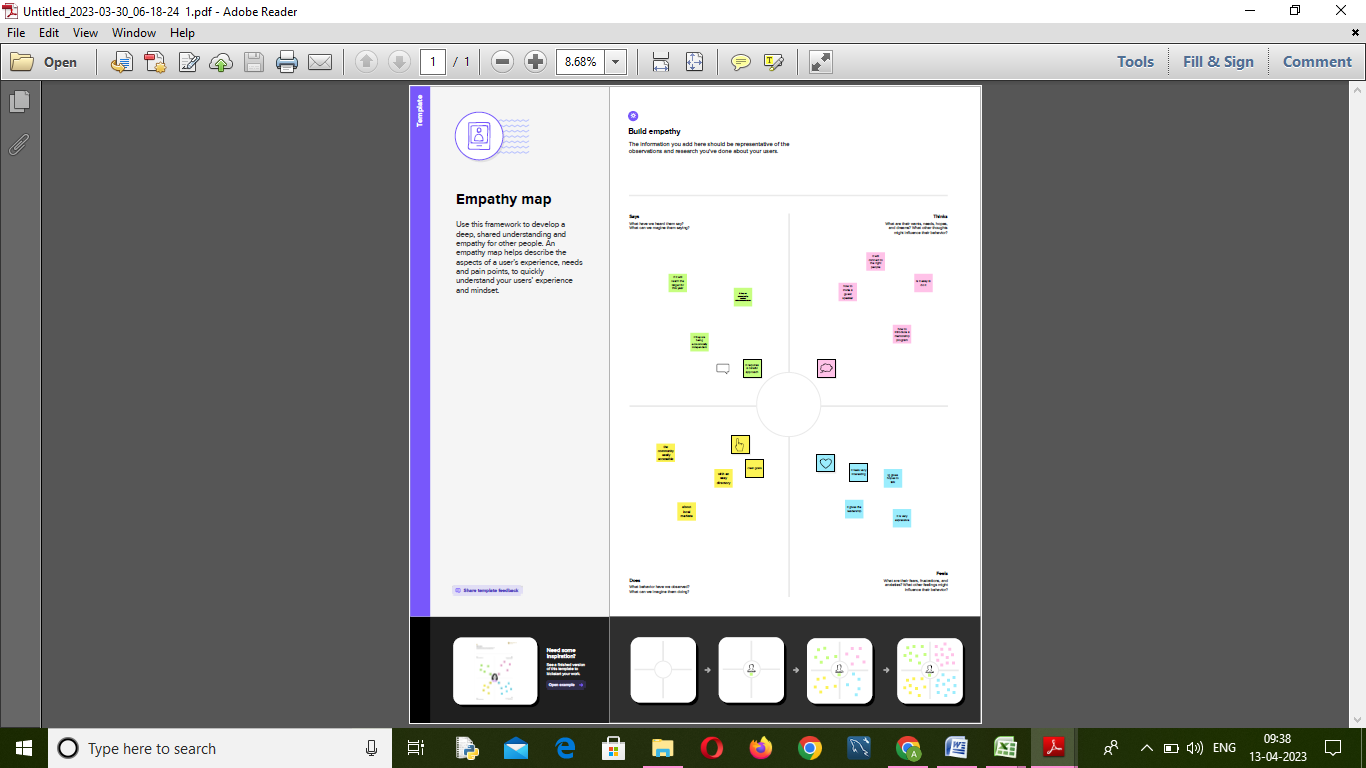 Untitled_2023-03-30_06-18-24 1.pdf - Adobe Reader
File Edit View Window Help
Open
1 / 1
8.68%
Tools Fill & Sign Comment
Template
Empathy map
Use this framework to develop a
deep, shared understanding and
empathy for other people. An
empathy map helps describe the
aspects of a user's experience, needs
and pain points, to quickly
understand your users' experience
and mindset.
Share template feedback
Build empathy
The information you add here should be representative of the
observations and research you've done about your users.
Says
What have we heard them say?
What can we imagine them saying?
Thinks
What are their wants, needs, hopes,
and dreams? What other thoughts
might influence their behavior?
Does
What behavior have we observed?
What can we imagine them doing?
Feels
What are their fears, frustrations, and
anxieties? What other feelings might
influence their behavior?
Need some
inspiration?
See a finished version
of this template to
kickstart your work.
Open example
Type here to search
ENG
09:38
13-04-2023